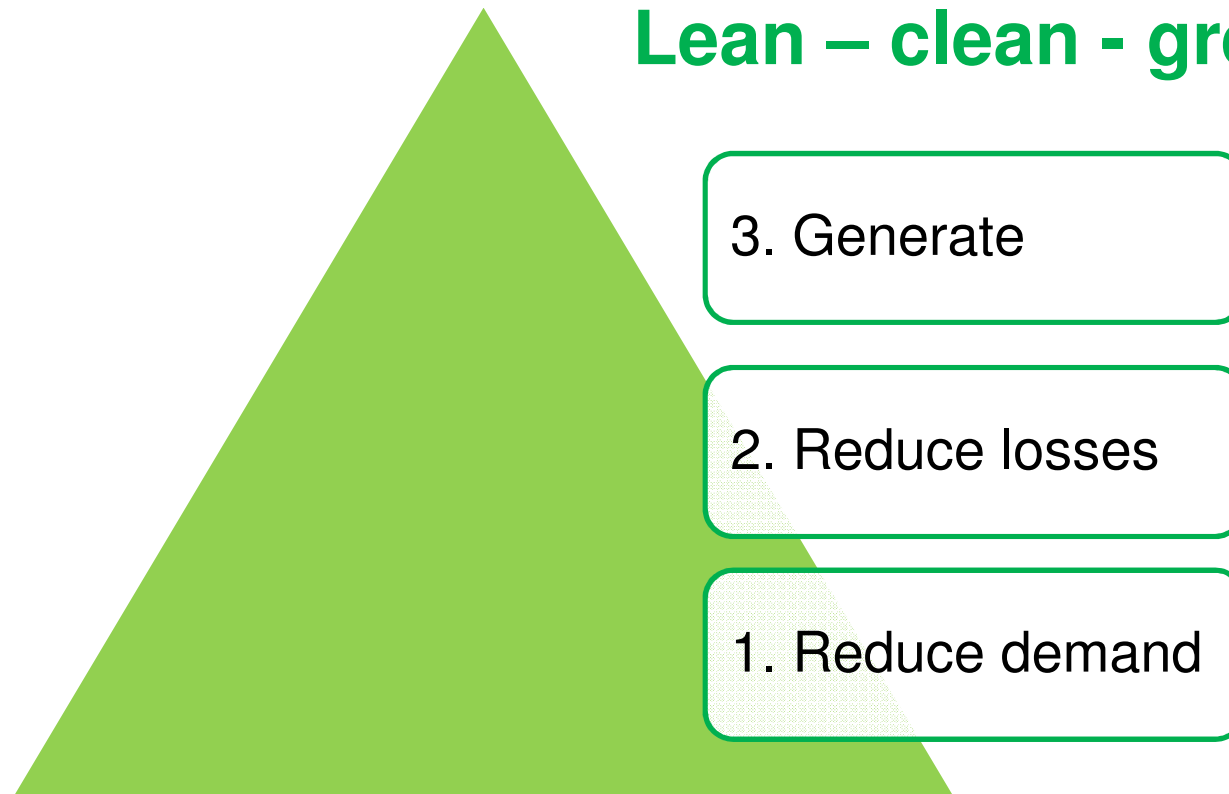 Lean – clean -
3. Generate
2. Reduce losses
1. Reduce demand